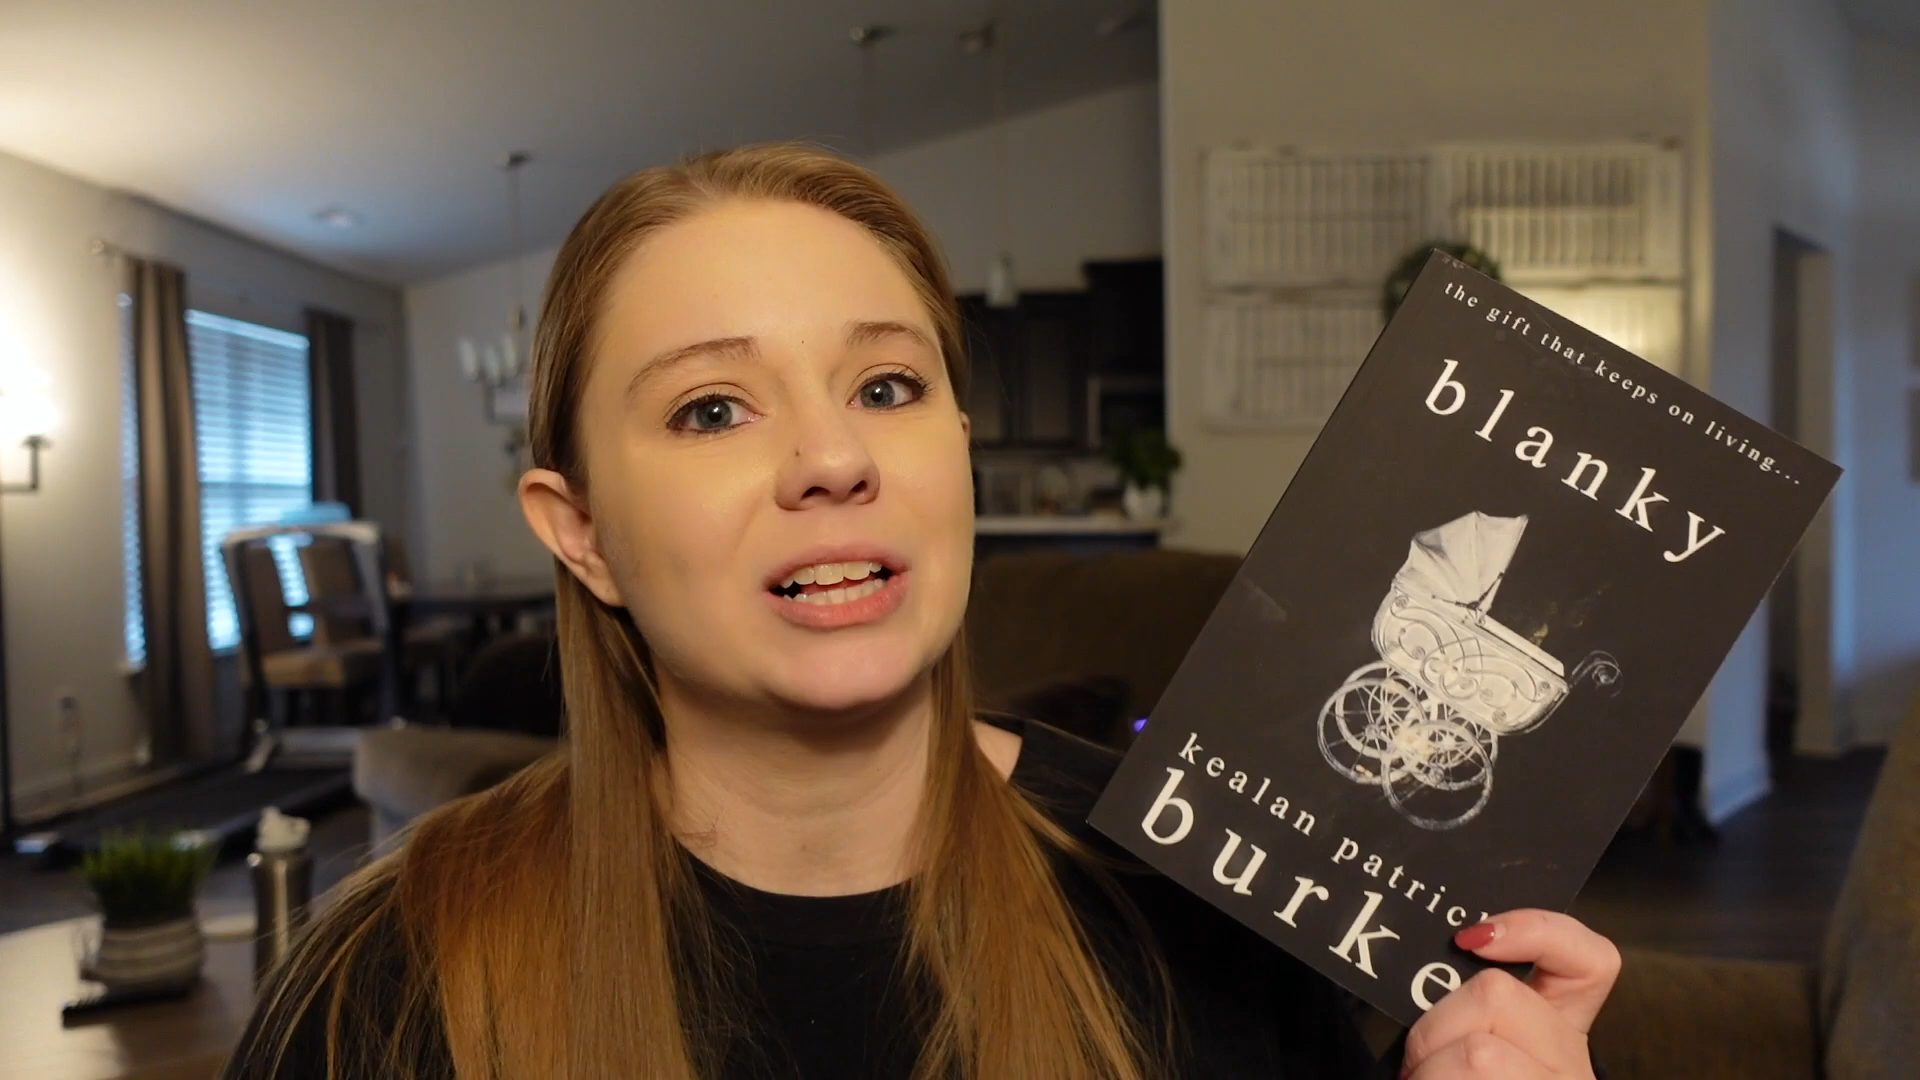 the gift that keeps on living...
blanky
kealan patrick
burke